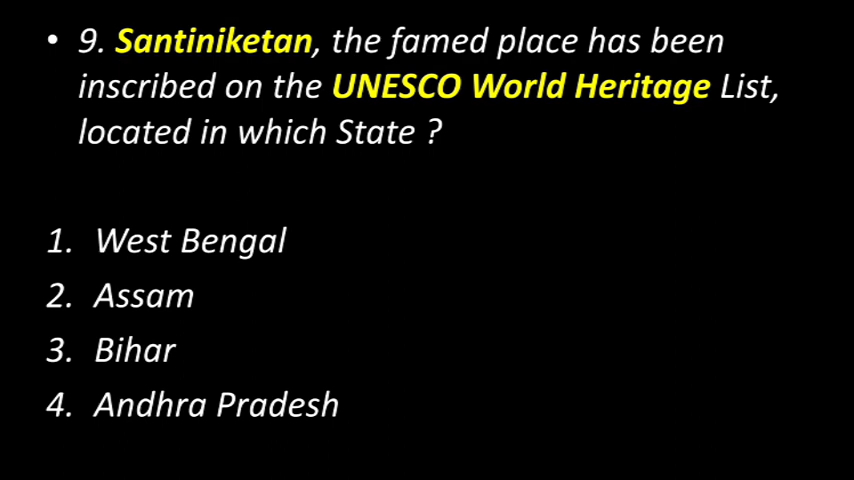 • 9. Santiniketan, the famed place has been
inscribed on the UNESCO World Heritage List,
located in which State ?
1. West Bengal
2. Assam
3. Bihar
4. Andhra Pradesh